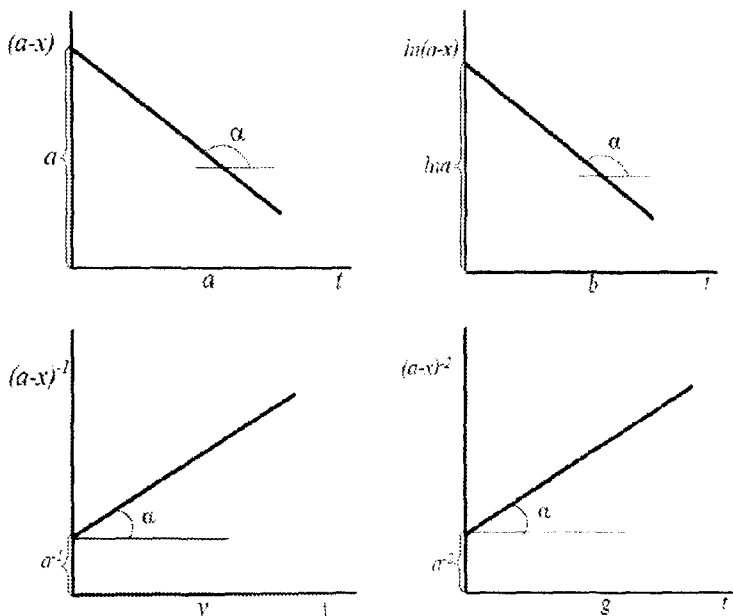 (a-x)
α
a
a t
ln(a-x)
α
lna
b t
(a-x)⁻¹
α
a⁻¹
v t
(a-x)⁻²
α
a⁻²
g t